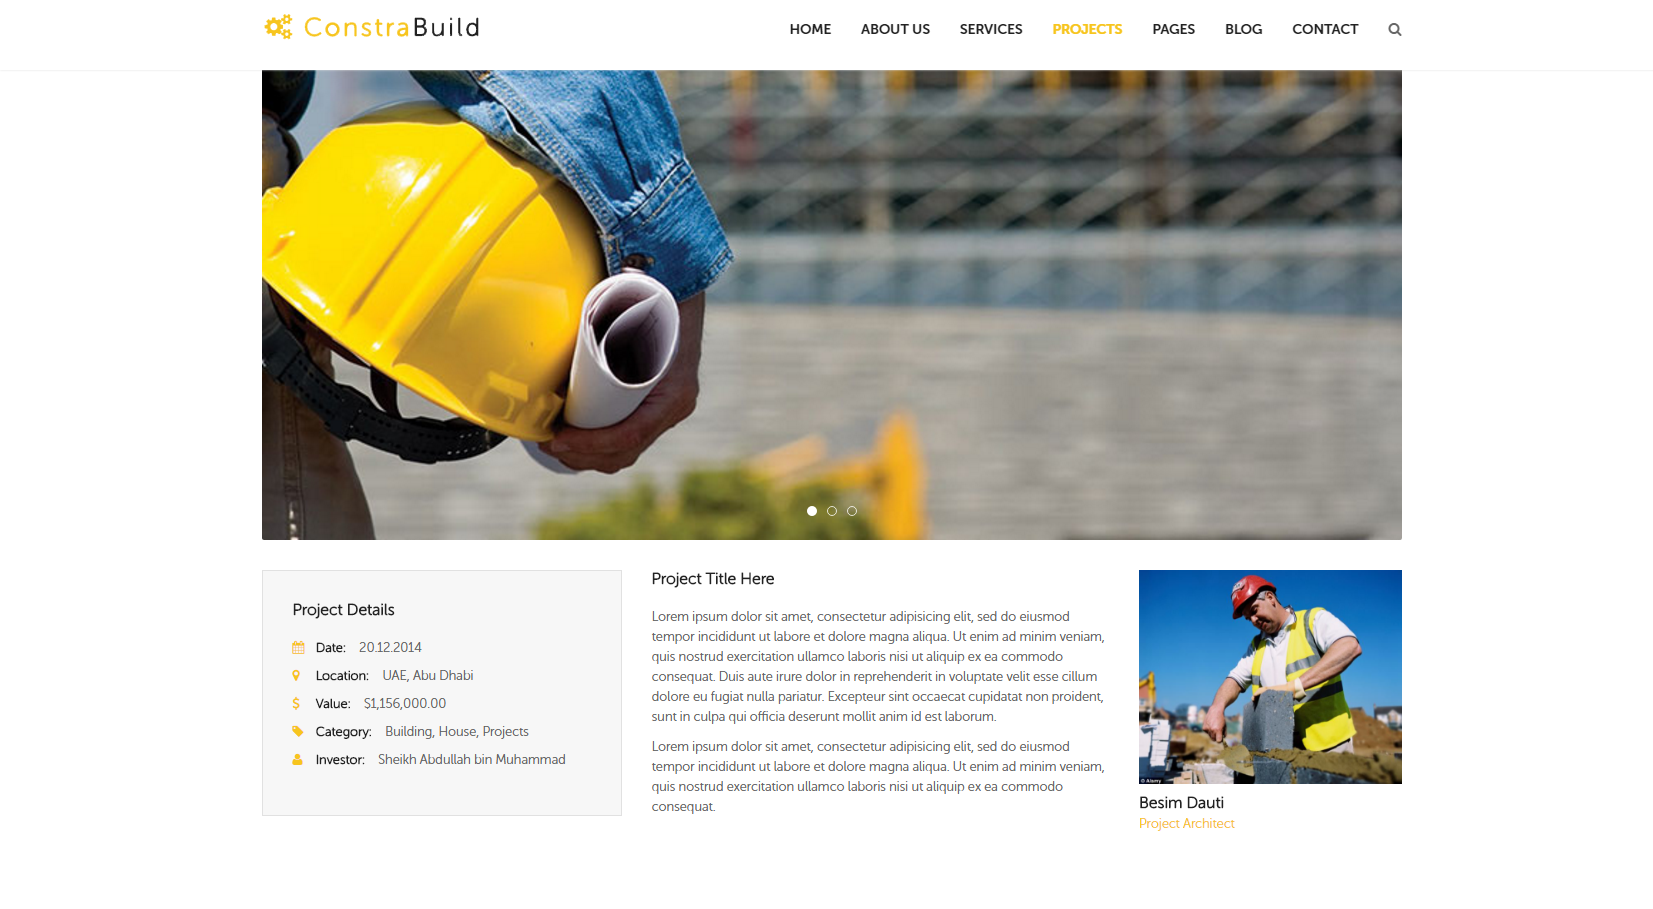 ConstraBuild
HOME ABOUT US SERVICES PROJECTS PAGES BLOG CONTACT
Project Details
Date: 20.12.2014
Location: UAE, Abu Dhabi
Value: $1,156,000.00
Category: Building, House, Projects
Investor: Sheikh Abdullah bin Muhammad
Project Title Here
Lorem ipsum dolor sit amet, consectetur adipisicing elit, sed do eiusmod
tempor incididunt ut labore et dolore magna aliqua. Ut enim ad minim veniam,
quis nostrud exercitation ullamco laboris nisi ut aliquip ex ea commodo
consequat. Duis aute irure dolor in reprehenderit in voluptate velit esse cillum
dolore eu fugiat nulla pariatur. Excepteur sint occaecat cupidatat non proident,
sunt in culpa qui officia deserunt mollit anim id est laborum.
Lorem ipsum dolor sit amet, consectetur adipisicing elit, sed do eiusmod
tempor incididunt ut labore et dolore magna aliqua. Ut enim ad minim veniam,
quis nostrud exercitation ullamco laboris nisi ut aliquip ex ea commodo
consequat.
© Alamy
Besim Dauti
Project Architect